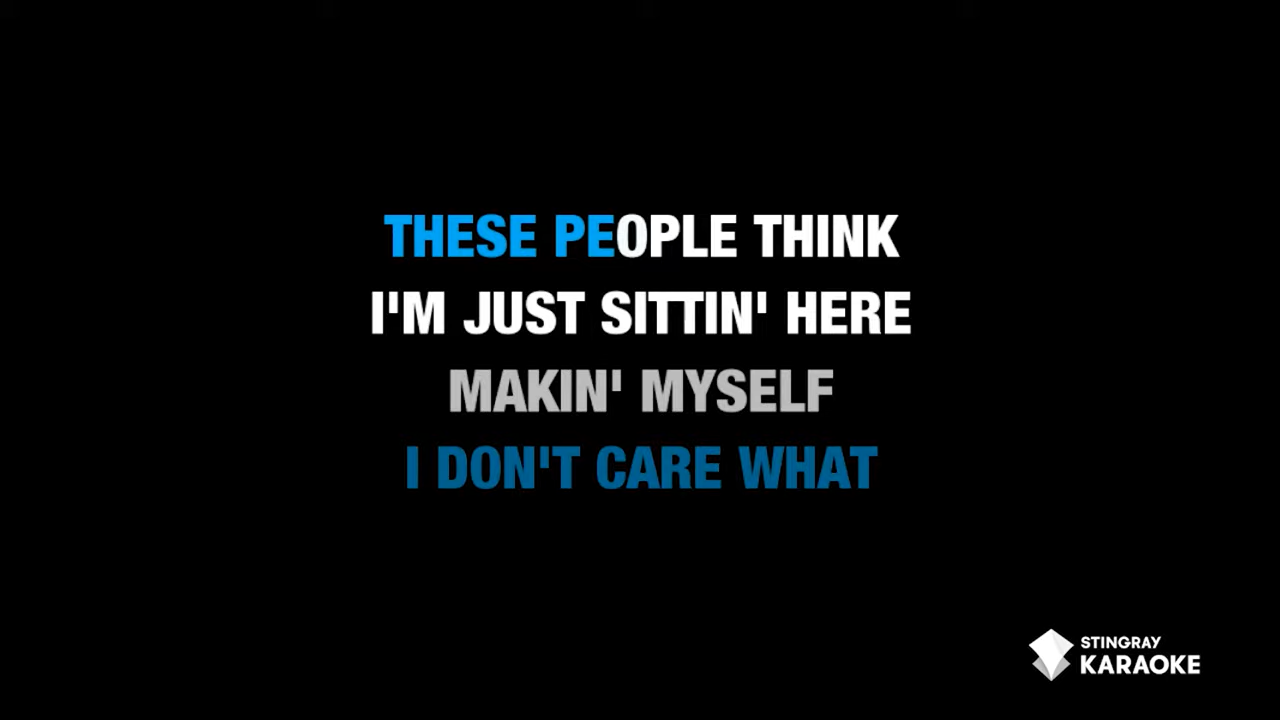 THESE PEOPLE THINK
I'M JUST SITTIN' HERE
MAKIN' MYSELF
I DON'T CARE WHAT
STINGRAY
KARAOKE